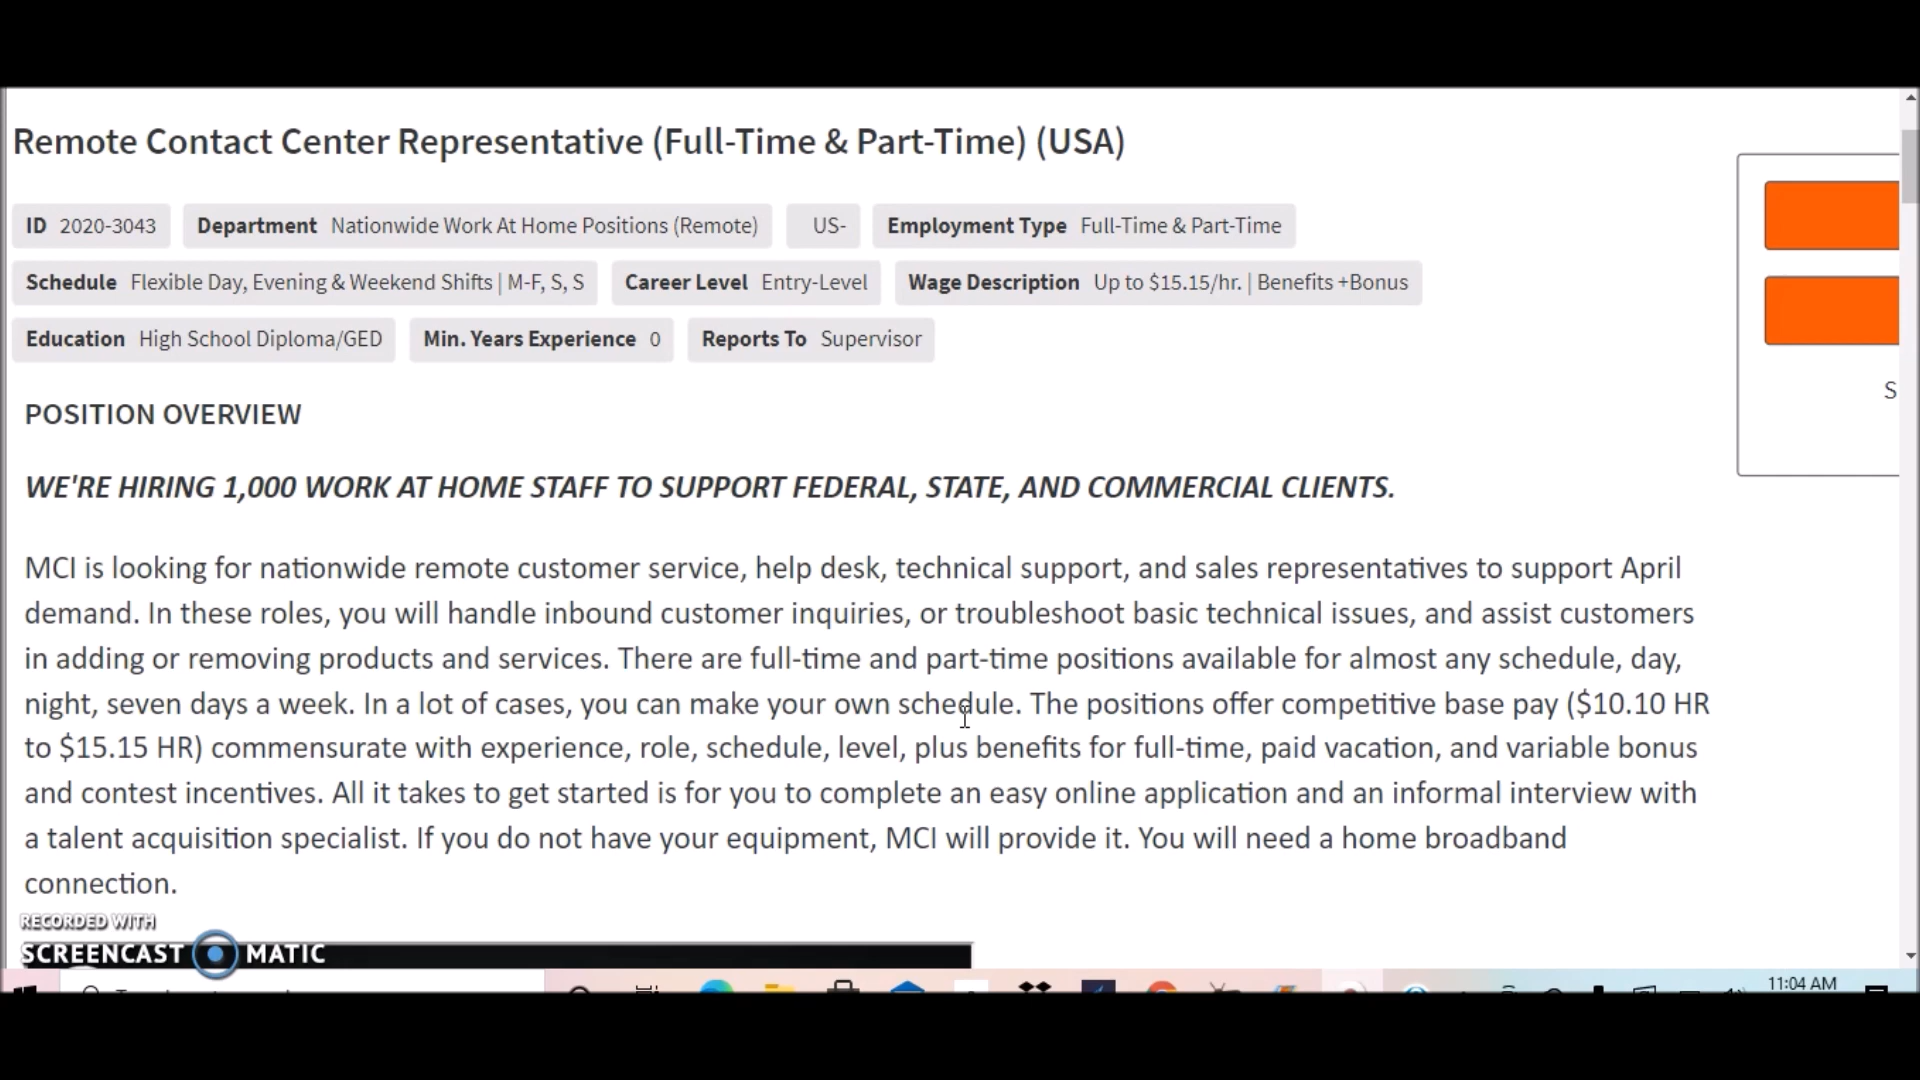 Remote Contact Center Representative (Full-Time & Part-Time) (USA)
ID 2020-3043 Department Nationwide Work At Home Positions (Remote) US- Employment Type Full-Time & Part-Time
Schedule Flexible Day, Evening & Weekend Shifts | M-F, S, S Career Level Entry-Level Wage Description Up to $15.15/hr. | Benefits +Bonus
Education High School Diploma/GED Min. Years Experience 0 Reports To Supervisor
S
POSITION OVERVIEW
WE'RE HIRING 1,000 WORK AT HOME STAFF TO SUPPORT FEDERAL, STATE, AND COMMERCIAL CLIENTS.
MCI is looking for nationwide remote customer service, help desk, technical support, and sales representatives to support April
demand. In these roles, you will handle inbound customer inquiries, or troubleshoot basic technical issues, and assist customers
in adding or removing products and services. There are full-time and part-time positions available for almost any schedule, day,
night, seven days a week. In a lot of cases, you can make your own schedule. The positions offer competitive base pay ($10.10 HR
to $15.15 HR) commensurate with experience, role, schedule, level, plus benefits for full-time, paid vacation, and variable bonus
and contest incentives. All it takes to get started is for you to complete an easy online application and an informal interview with
a talent acquisition specialist. If you do not have your equipment, MCI will provide it. You will need a home broadband
connection.
RECORDED WITH
SCREENCAST MATIC
11:04 AM